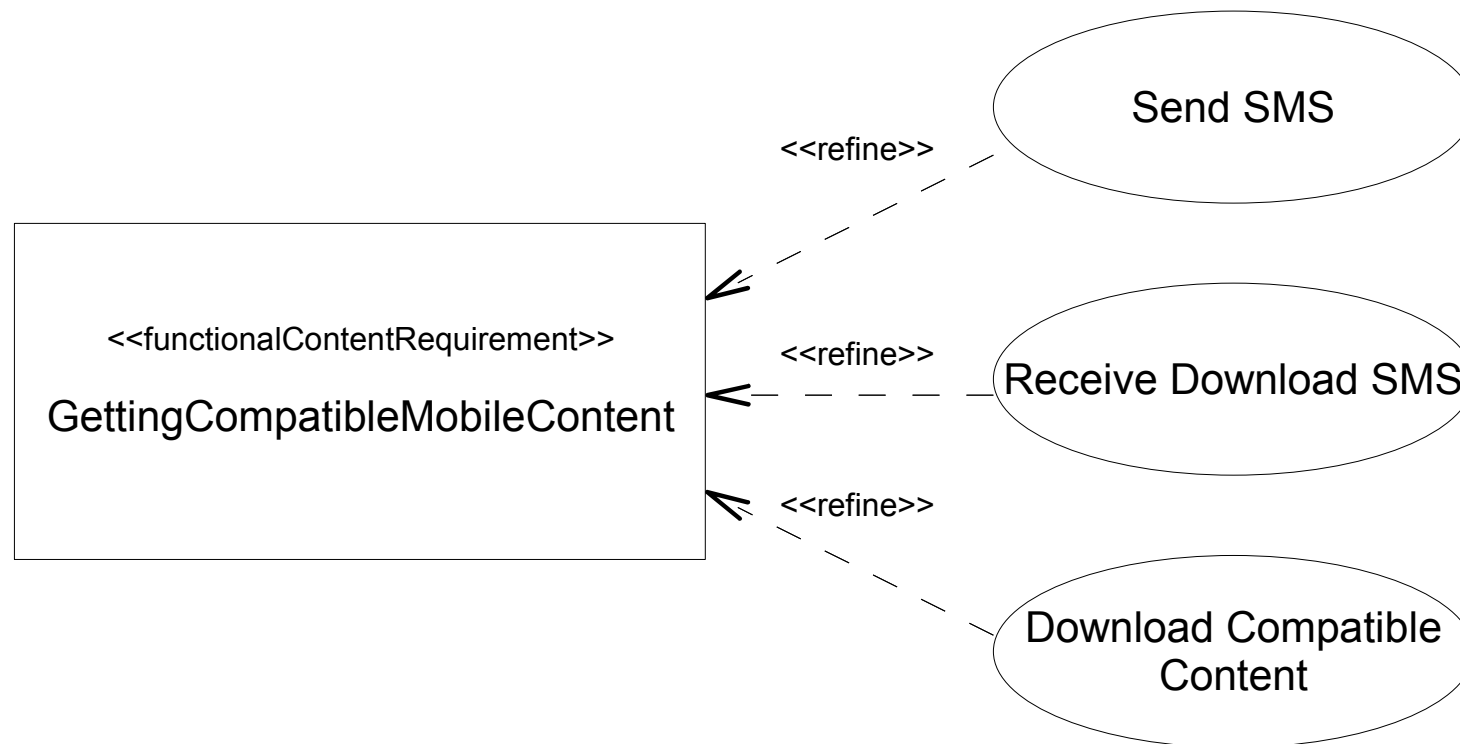 Send SMS
<<refine>>
<<functionalContentRequirement>>
GettingCompatibleMobileContent
<<refine>>
Receive Download SMS
<<refine>>
Download Compatible
Content